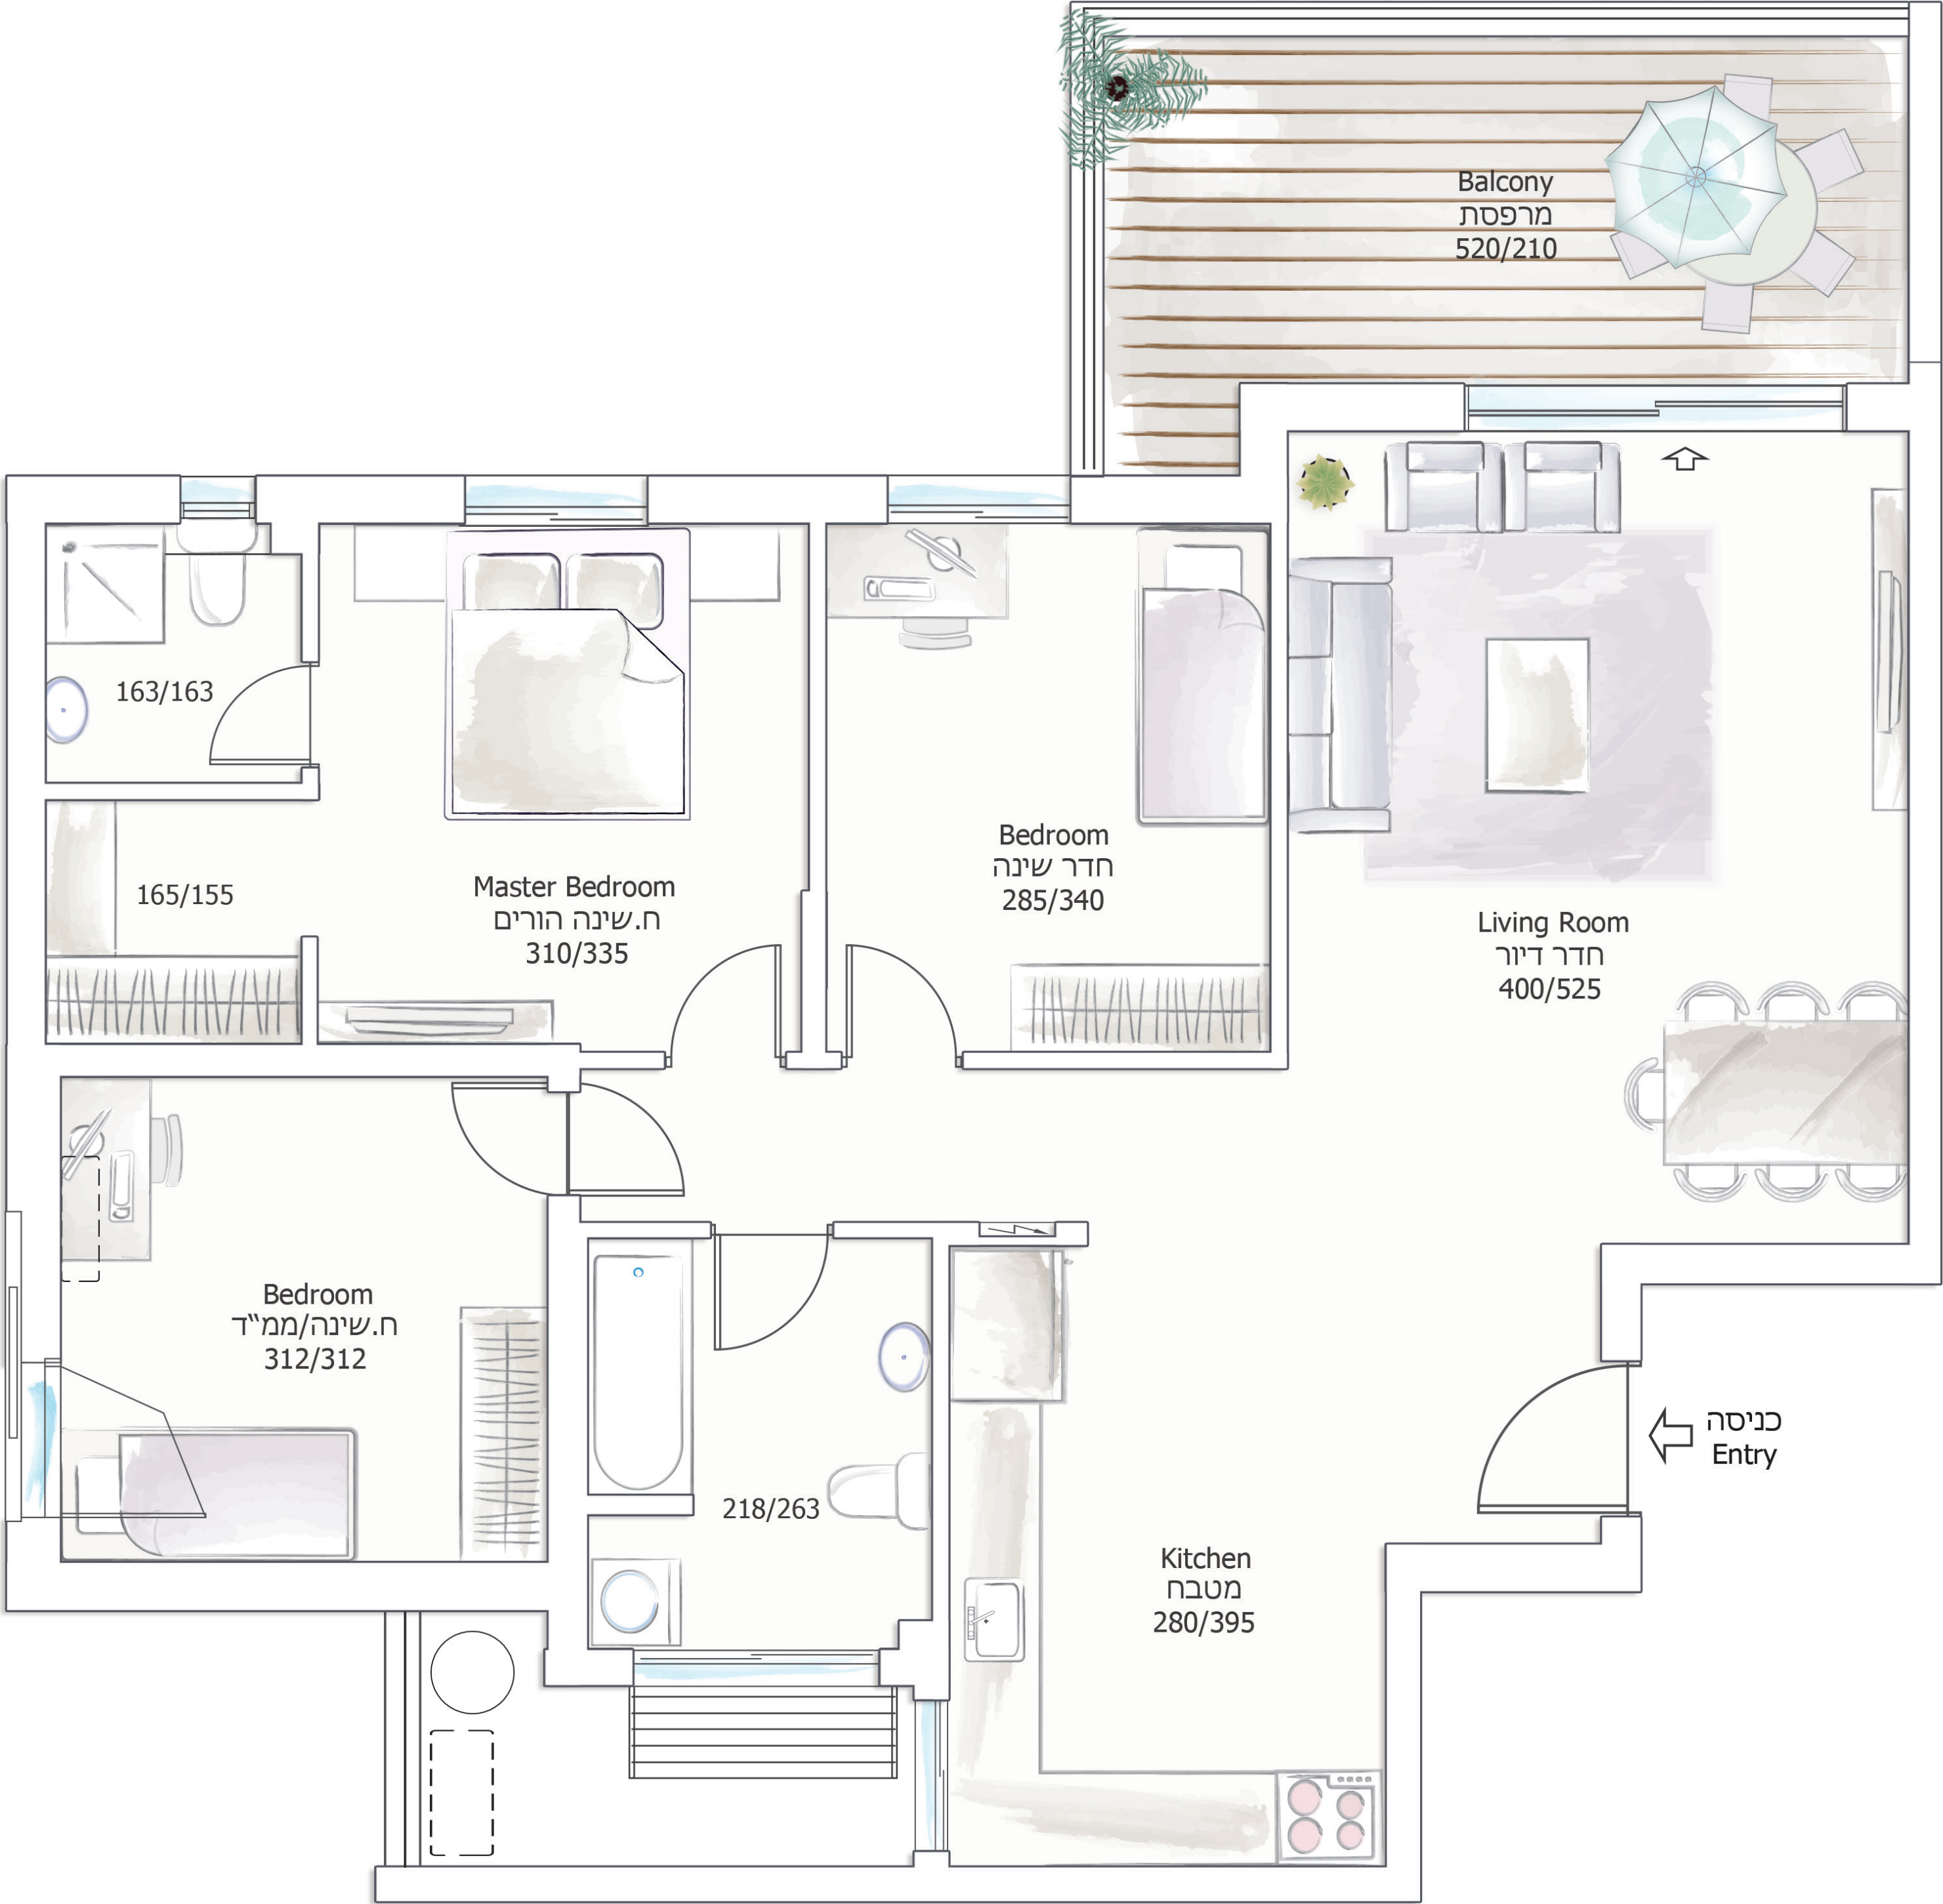 Balcony
מרפסת
520/210
163/163
165/155
Master Bedroom
ח.שינה הורים
310/335
Bedroom
חדר שינה
285/340
Living Room
חדר דיור
400/525
Bedroom
ח.שינה/ממ"ד
312/312
218/263
Kitchen
מטבח
280/395
כניסה
Entry